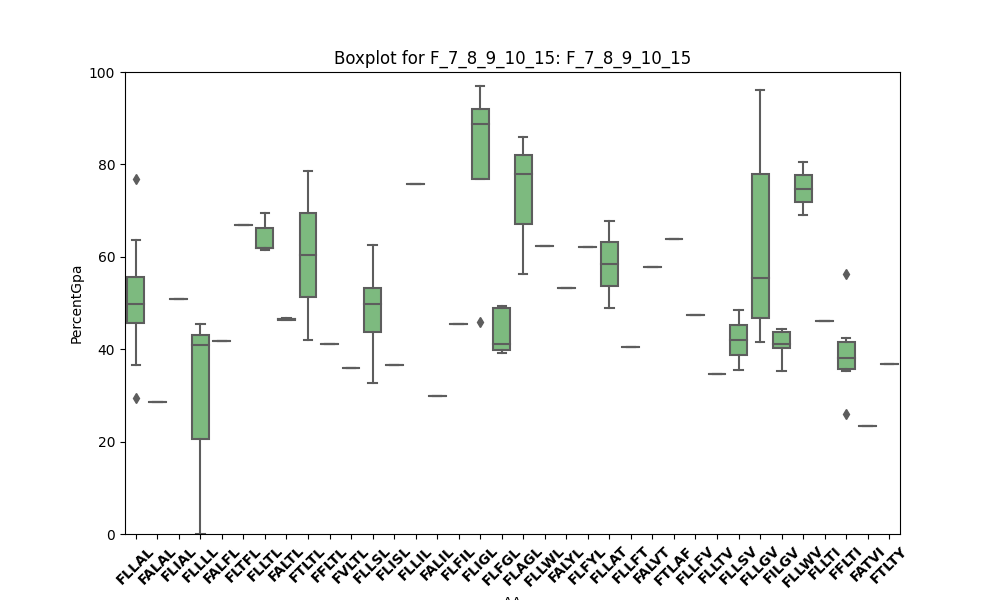 Boxplot for F_7_8_9_10_15: F_7_8_9_10_15
100
80
60
40
20
0
PercentGpa
FLLAL FALAL FLIAL FLLLL FALFL FLTFL FLLTL FALTL FTLTL FFLTL FVLTL FLLSL FLISL FLLIL FALIL FLFIL FLIGL FLFGL FLAGL FLLWL FALYL FLFYL FLLAT FLLFT FALVT FTLAF FLLFV FLLTV FLLSV FLLGV FILGV FLLWV FLLTI FFLTI FATVI FTLTY
AA